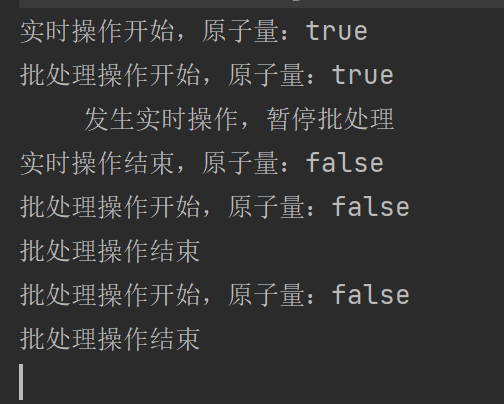 实时操作开始，原子量：true
批处理操作开始，原子量：true
发生实时操作，暂停批处理
实时操作结束，原子量：false
批处理操作开始，原子量：false
批处理操作结束
批处理操作开始，原子量：false
批处理操作结束